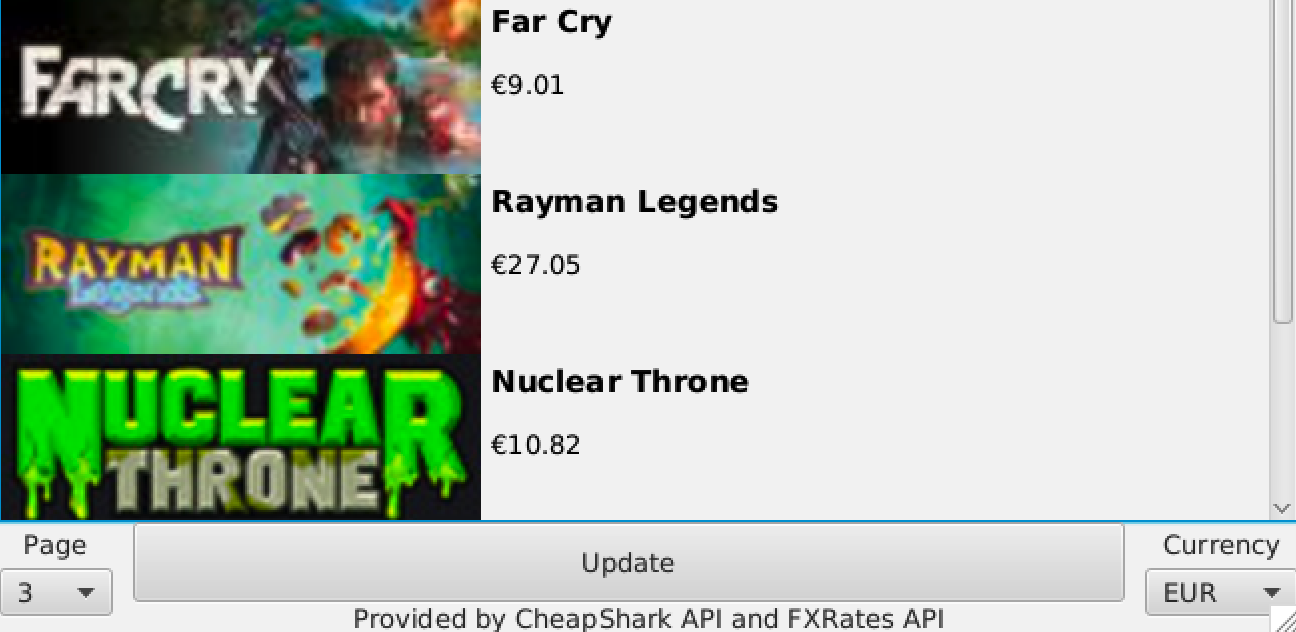 FARCRY
Far Cry
€9.01
RAYMAN
Legends
Rayman Legends
€27.05
NUCLEAR
THRONE
Nuclear Throne
€10.82
Page
3
Update
Currency
EUR
Provided by CheapShark API and FXRates API